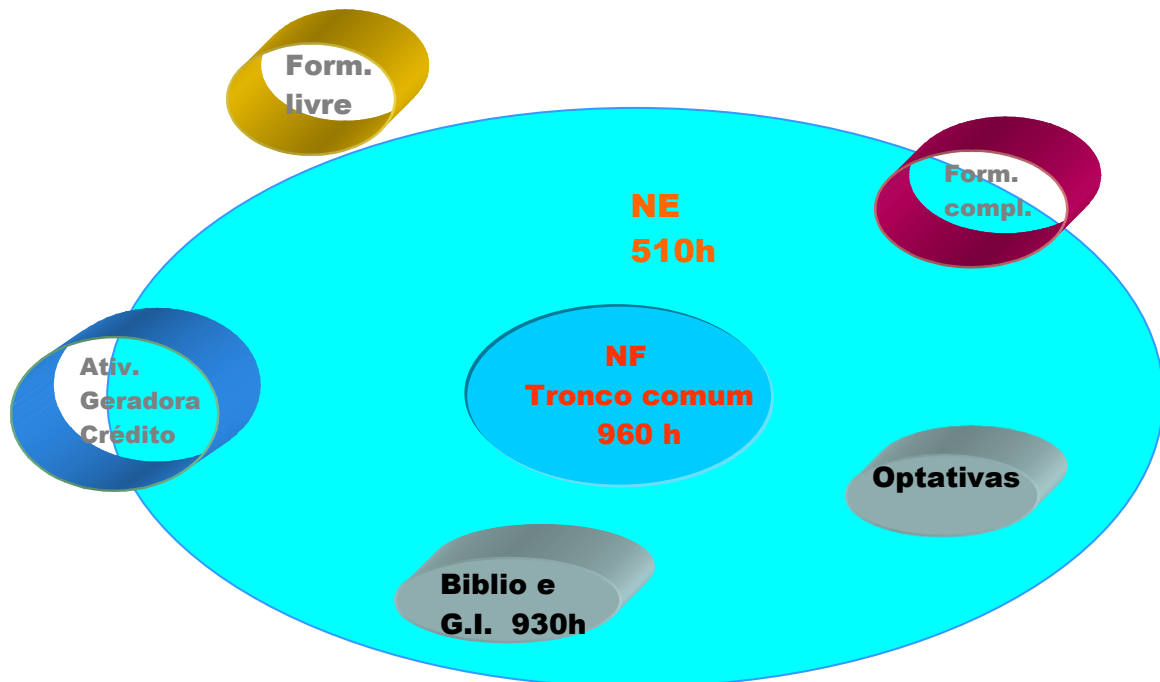 Form.
livre
NE
510h
Form.
compl.
NF
Tronco comum
960 h
Ativ.
Geradora
Crédito
Optativas
Biblio e
G.I.  930h